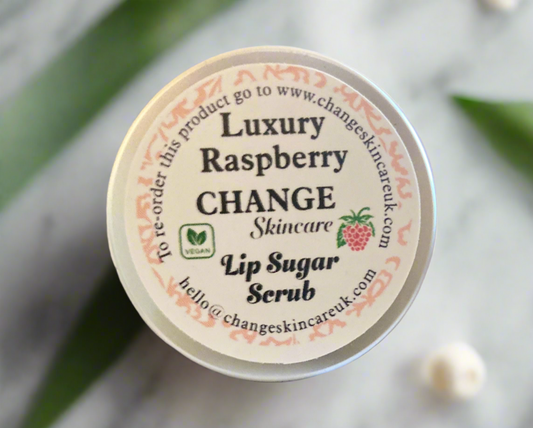 To re-order this product go to www.changeskincareuk.com
Luxury
Raspberry
CHANGE
Skincare
VEGAN
Lip Sugar
Scrub
hello@changeskincareuk.com